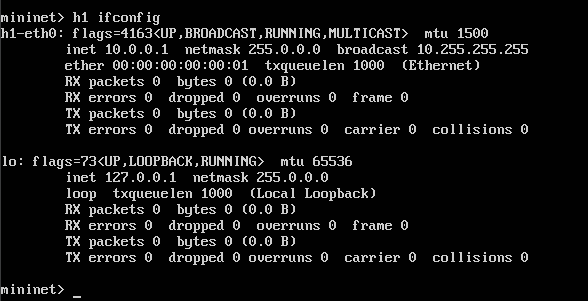 mininet> h1 ifconfig
h1-eth0: flags=4163<UP,BROADCAST,RUNNING,MULTICAST>  mtu 1500
        inet 10.0.0.1  netmask 255.0.0.0  broadcast 10.255.255.255
        ether 00:00:00:00:00:01  txqueuelen 1000  (Ethernet)
        RX packets 0  bytes 0 (0.0 B)
        RX errors 0  dropped 0  overruns 0  frame 0
        TX packets 0  bytes 0 (0.0 B)
        TX errors 0  dropped 0 overruns 0  carrier 0  collisions 0

lo: flags=73<UP,LOOPBACK,RUNNING>  mtu 65536
        inet 127.0.0.1  netmask 255.0.0.0
        loop  txqueuelen 1000  (Local Loopback)
        RX packets 0  bytes 0 (0.0 B)
        RX errors 0  dropped 0  overruns 0  frame 0
        TX packets 0  bytes 0 (0.0 B)
        TX errors 0  dropped 0 overruns 0  carrier 0  collisions 0

mininet> _